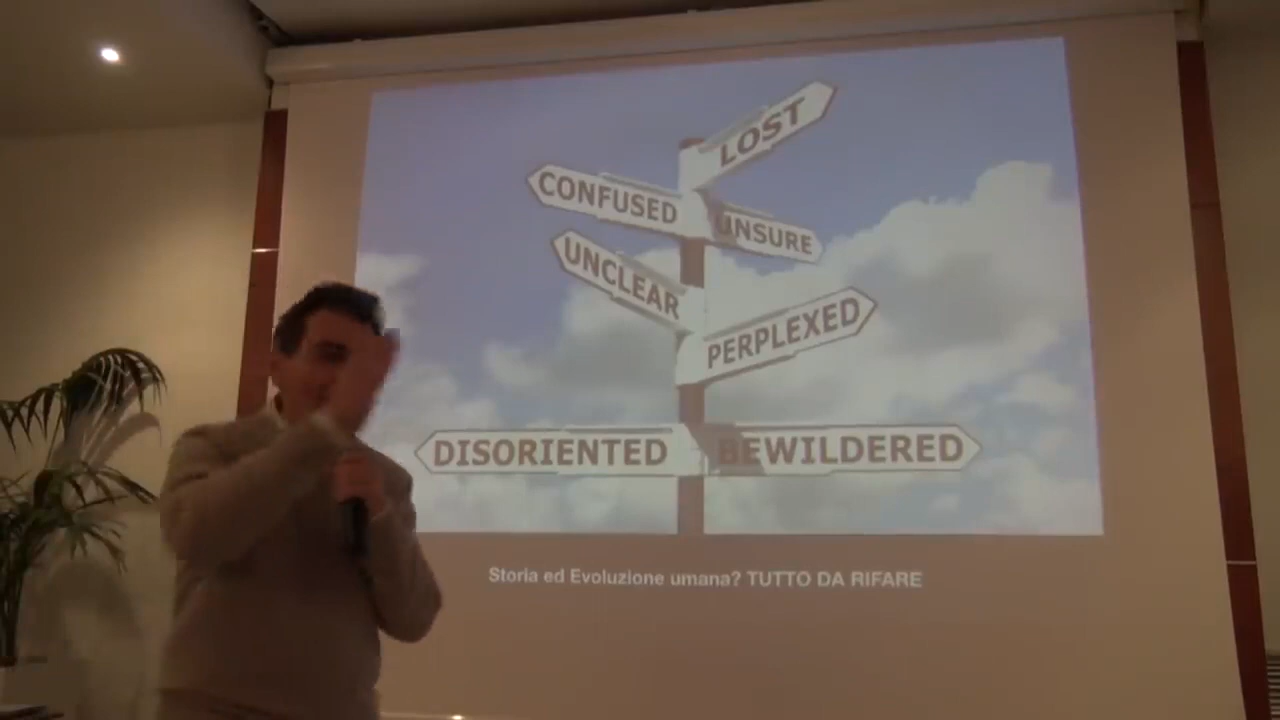 LOST
CONFUSED
UNSURE
UNCLEAR
PERPLEXED
DISORIENTED
BEWILDERED
Storia ed Evoluzione umana? TUTTO DA RIFARE